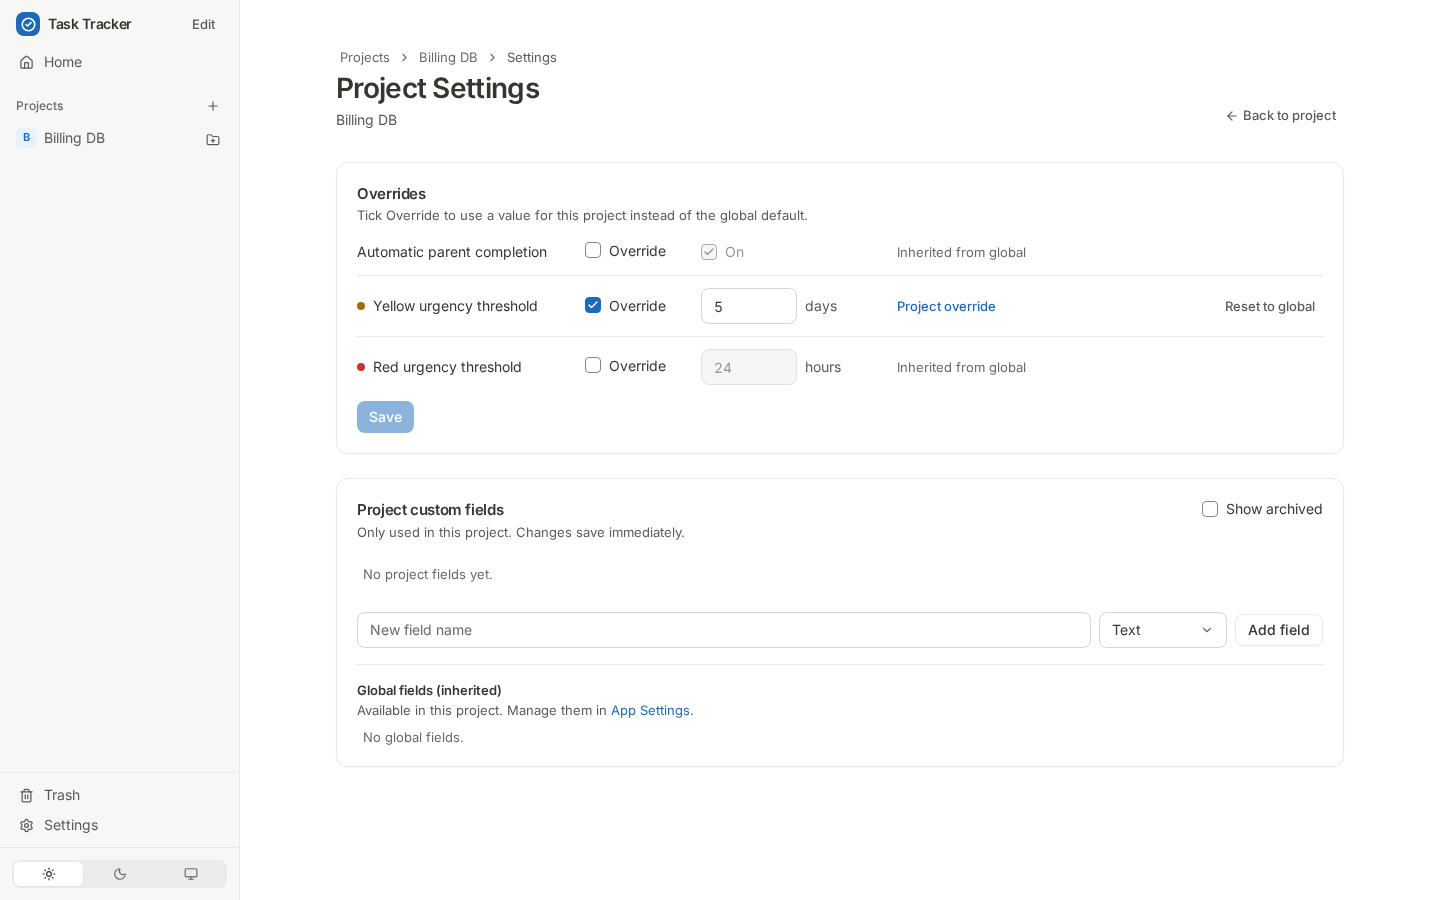 Task Tracker
Edit
Home
Projects
B
Billing DB
Trash
Settings
Projects
Billing DB
Settings
Project Settings
Billing DB
Back to project
Overrides
Tick Override to use a value for this project instead of the global default.
Automatic parent completion
Override
On
Inherited from global
Yellow urgency threshold
Override
5
days
Project override
Reset to global
Red urgency threshold
Override
24
hours
Inherited from global
Save
Project custom fields
Show archived
Only used in this project. Changes save immediately.
No project fields yet.
New field name
Text
Add field
Global fields (inherited)
Available in this project. Manage them in App Settings.
No global fields.